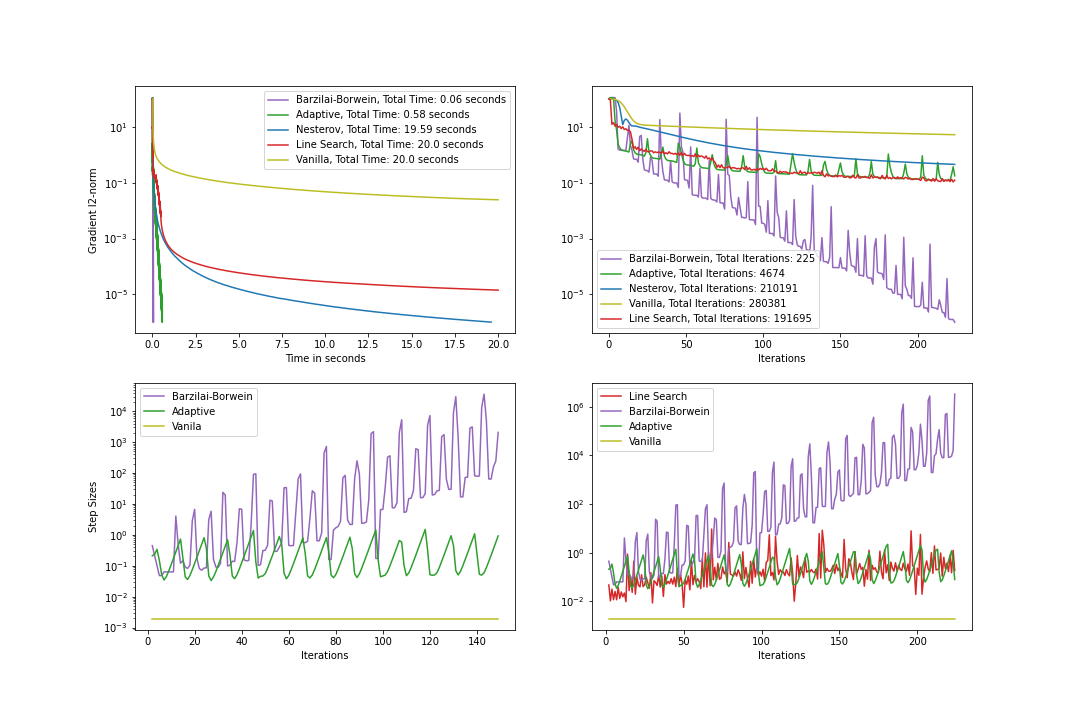 Barzilai-Borwein, Total Time: 0.06 seconds
Adaptive, Total Time: 0.58 seconds
Nesterov, Total Time: 19.59 seconds
Line Search, Total Time: 20.0 seconds
Vanilla, Total Time: 20.0 seconds
10^1
10^-1
10^-3
10^-5
Gradient l2-norm
0.0 2.5 5.0 7.5 10.0 12.5 15.0 17.5 20.0
Time in seconds
10^1
10^-1
10^-3
10^-5
Barzilai-Borwein, Total Iterations: 225
Adaptive, Total Iterations: 4674
Nesterov, Total Iterations: 210191
Vanilla, Total Iterations: 280381
Line Search, Total Iterations: 191695
0 50 100 150 200
Iterations
Barzilai-Borwein
Adaptive
Vanila
10^4
10^3
10^2
10^1
10^0
10^-1
10^-2
10^-3
Step Sizes
0 20 40 60 80 100 120 140
Iterations
Line Search
Barzilai-Borwein
Adaptive
Vanilla
10^6
10^4
10^2
10^0
10^-2
0 50 100 150 200
Iterations